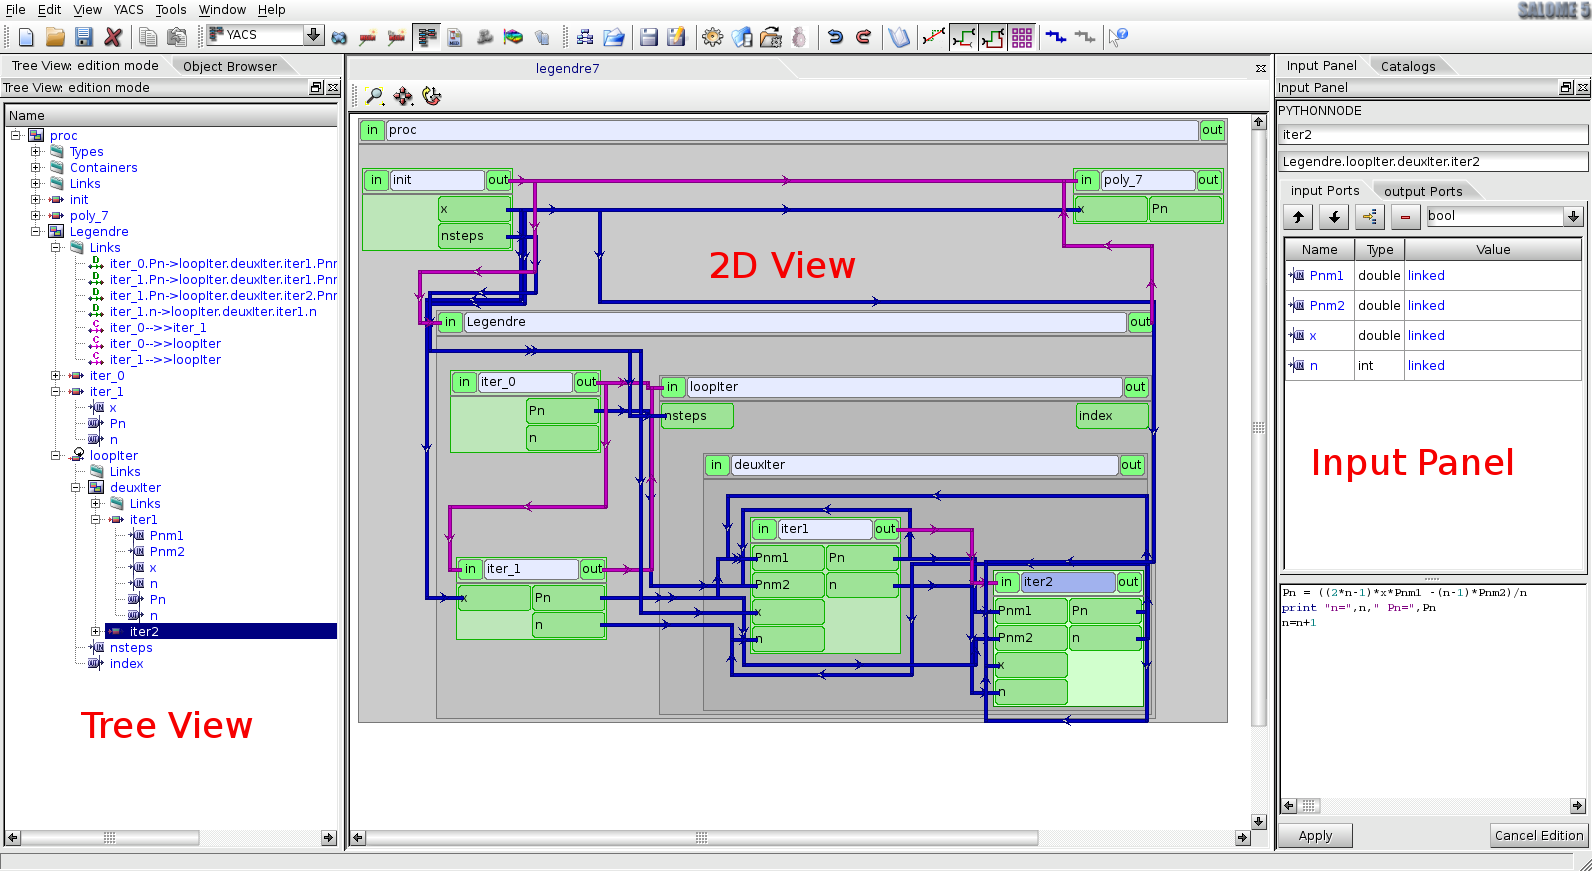 File Edit View YACS Tools Window Help
SALOME 5
YACS
Tree View: edition mode
Object Browser
Tree View: edition mode
Name
proc
Types
Containers
Links
init
poly_7
Legendre
Links
iter_0.Pn->loopIter.deuxIter.iter1.Pnr
iter_1.Pn->loopIter.deuxIter.iter1.Pnr
iter_1.Pn->loopIter.deuxIter.iter2.Pnr
iter_1.n->loopIter.deuxIter.iter1.n
iter_0-->>iter_1
iter_0-->>loopIter
iter_1-->>loopIter
iter_0
iter_1
x
Pn
n
loopIter
Links
deuxIter
Links
iter1
Pnm1
Pnm2
x
n
Pn
n
iter2
nsteps
index
Tree View
legendre7
in proc out
in init out
x
nsteps
in poly_7 out
x Pn
2D View
in Legendre out
in iter_0 out
Pn
n
in loopIter out
nsteps index
in deuxIter out
in iter1 out
Pnm1 Pn
Pnm2 n
x
n
in iter_1 out
x Pn
n
in iter2 out
Pnm1 Pn
Pnm2 n
x
n
Input Panel
Catalogs
Input Panel
PYTHONNODE
iter2
Legendre.loopIter.deuxIter.iter2
input Ports
output Ports
bool
Name Type Value
Pnm1 double linked
Pnm2 double linked
x double linked
n int linked
Input Panel
Pn = ((2*n-1)*x*Pnm1 -(n-1)*Pnm2)/n
print "n=",n," Pn=",Pn
n=n+1
Apply
Cancel Edition